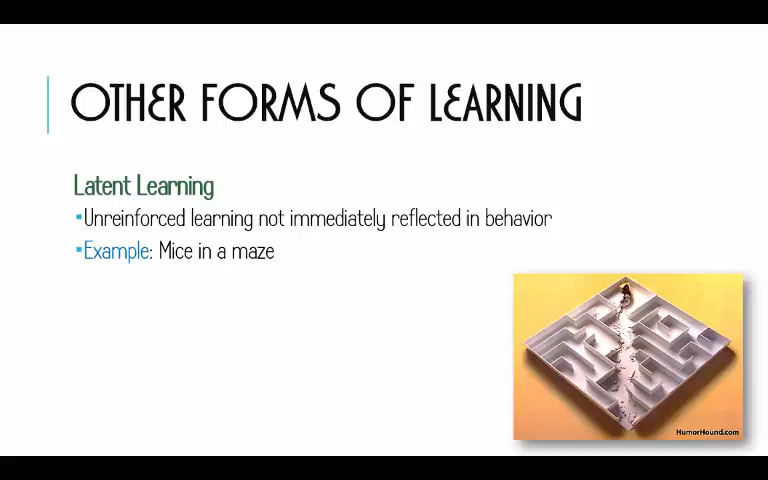 OTHER FORMS OF LEARNING
Latent Learning
▪Unreinforced learning not immediately reflected in behavior
▪Example: Mice in a maze
HumorHound.com